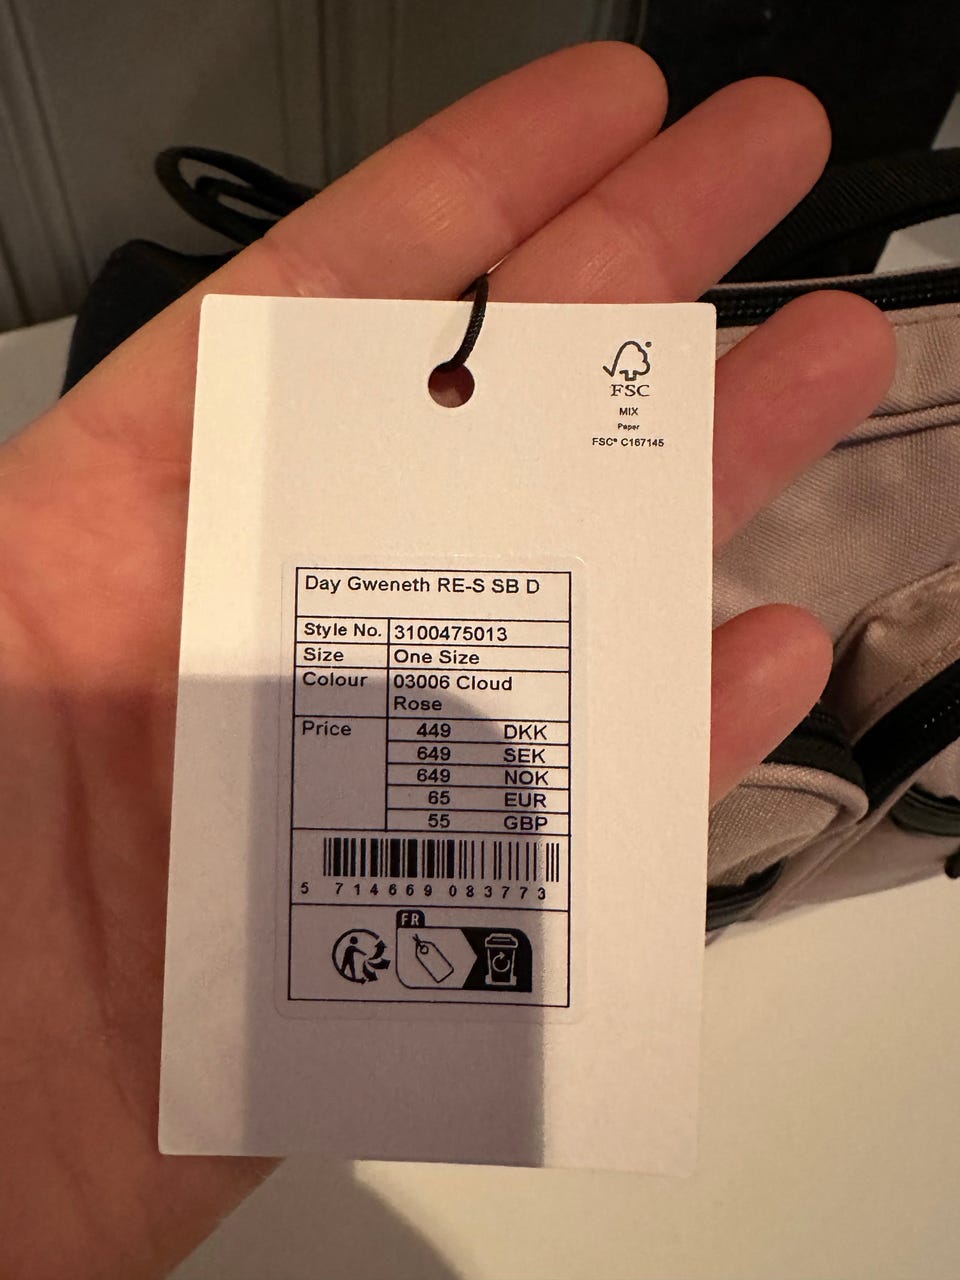 FSC
MIX
Paper
FSC® C167145
Day Gweneth RE-S SB D
Style No. 3100475013
Size One Size
Colour 03006 Cloud
Rose
Price 449 DKK
649 SEK
649 NOK
65 EUR
55 GBP
5 714669 083773
FR